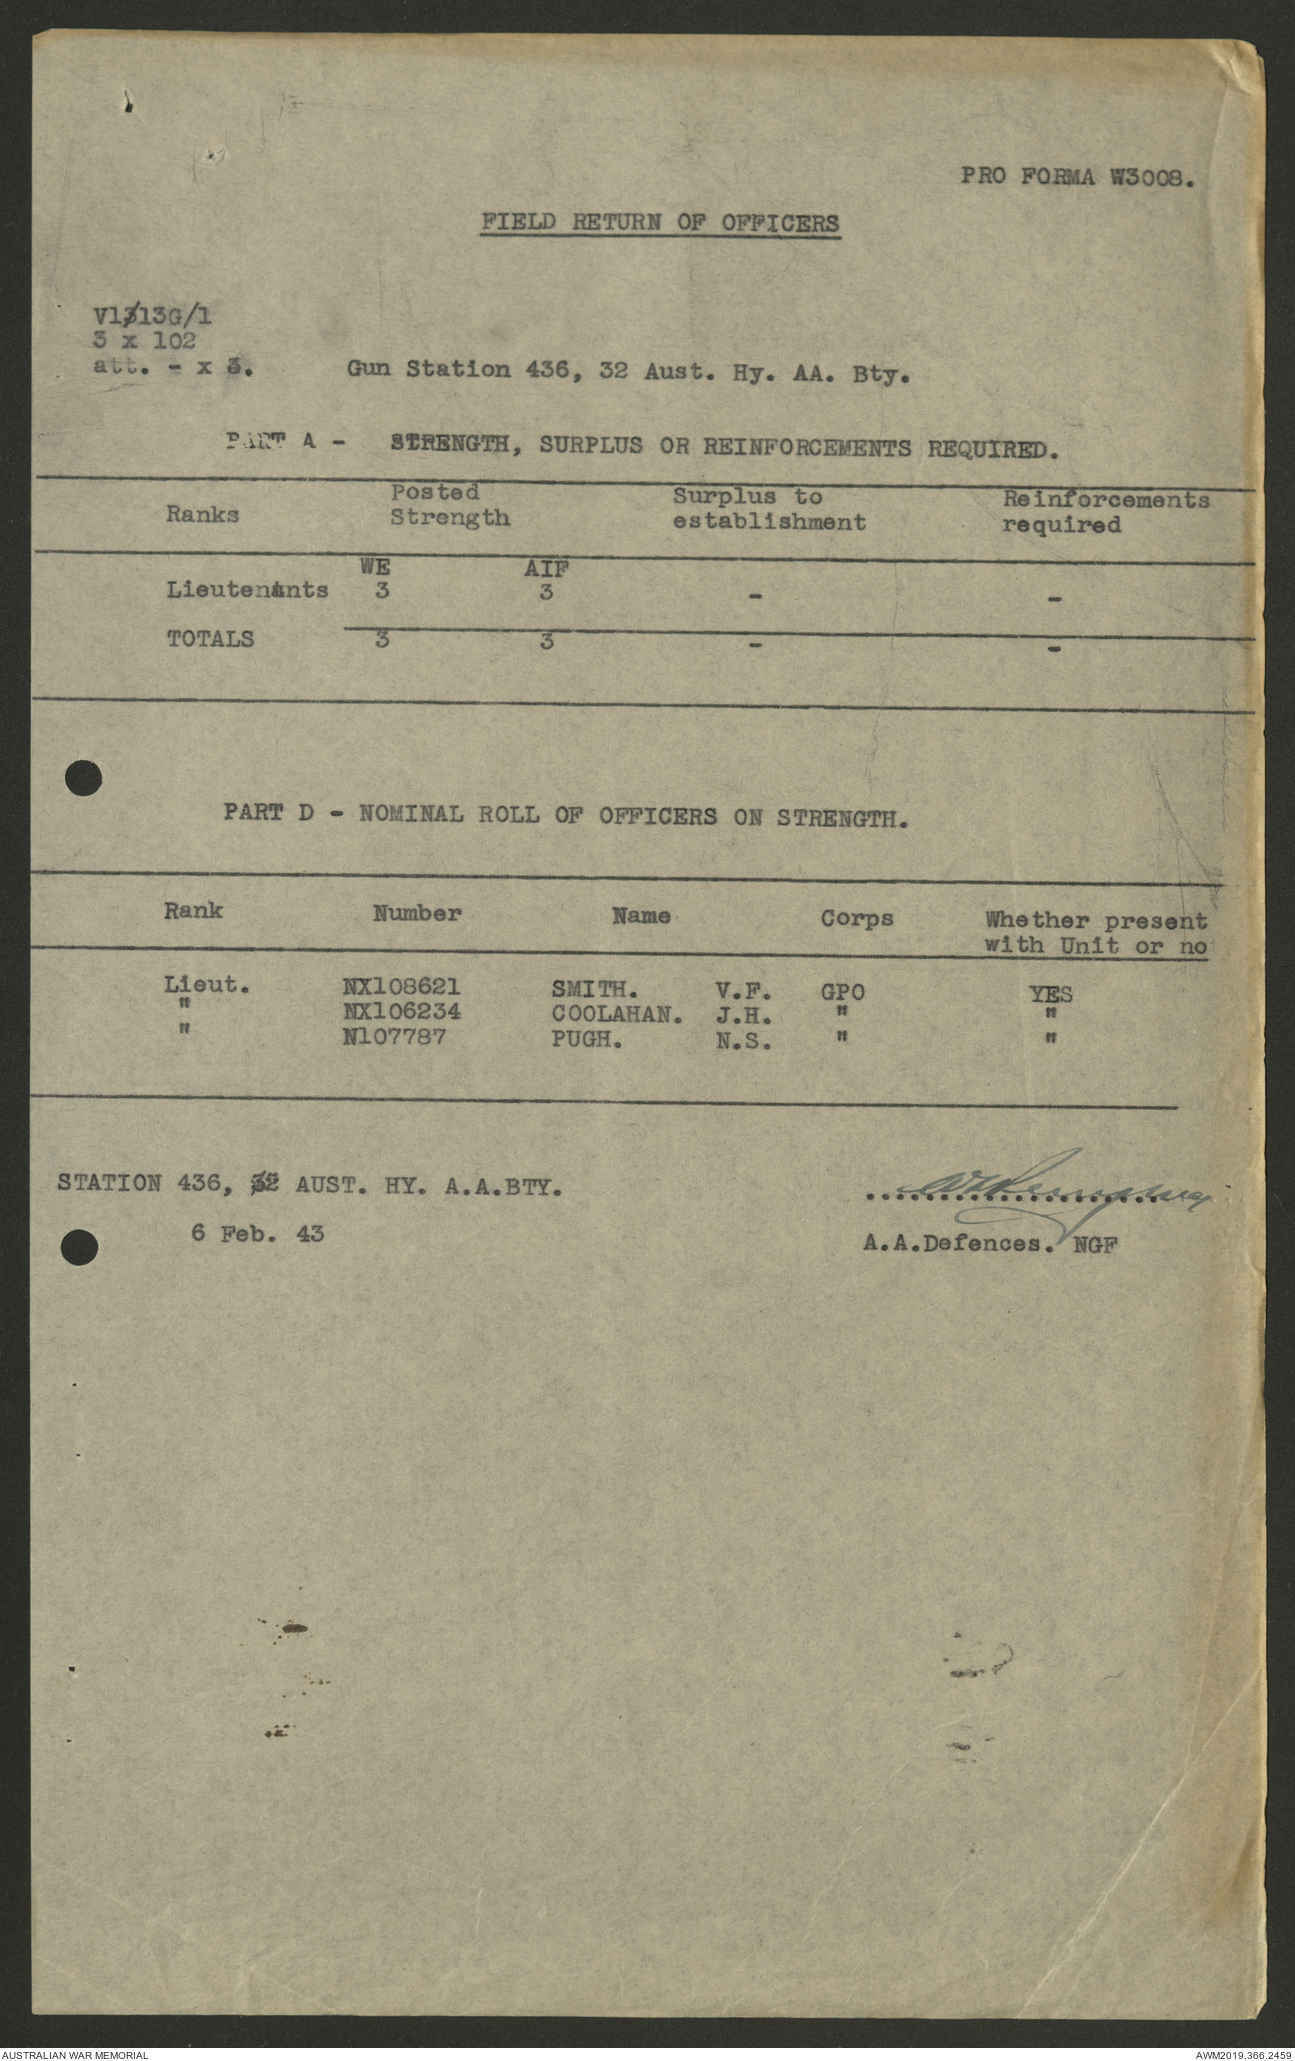 PRO FORMA W3008.
FIELD RETURN OF OFFICERS
V1313G/1
3 x 102
att. - x 3.
Gun Station 436, 32 Aust. Hy. AA. Bty.
PART A - STRENGTH, SURPLUS OR REINFORCEMENTS REQUIRED.
Ranks Posted Strength Surplus to establishment Reinforcements required
WE AIF
Lieutenants 3 3 - -
TOTALS 3 3 - -
PART D - NOMINAL ROLL OF OFFICERS ON STRENGTH.
Rank Number Name Corps Whether present with Unit or no
Lieut. NX108621 SMITH. V.F. GPO YES
" NX106234 COOLAHAN. J.H. " "
" N107787 PUGH. N.S. " "
STATION 436, 32 AUST. HY. A.A.BTY.
6 Feb. 43
A.A.Defences. NGF
AUSTRALIAN WAR MEMORIAL
AWM2019.366.2459